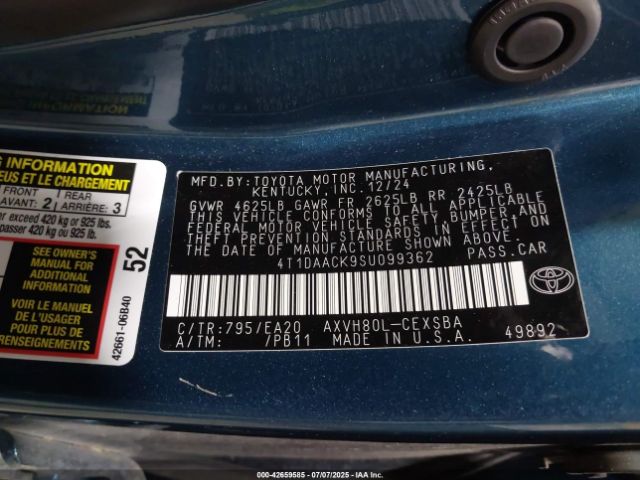 G INFORMATION
EUS ET LE CHARGEMENT
FRONT
AVANT: 2
REAR
ARRIÈRE: 3
er exceed 420 kg or 925 lbs.
passer 420 kg ou 925 lb.
SEE OWNER'S
MANUAL FOR
ADDITIONAL
INFORMATION
VOIR LE MANUEL
DE L'USAGER
POUR PLUS DE
RENSEIGNEMENTS
52
42661-06B40
MFD.BY:TOYOTA MOTOR MANUFACTURING,
KENTUCKY, INC. 12/24
GVWR 4625LB GAWR FR 2625LB RR 2425LB
THIS VEHICLE CONFORMS TO ALL APPLICABLE
FEDERAL MOTOR VEHICLE SAFETY, BUMPER, AND
THEFT PREVENTION STANDARDS IN EFFECT ON
THE DATE OF MANUFACTURE SHOWN ABOVE.
4T1DAACK9SU099362 PASS.CAR
C/TR:795/EA20 AXVH80L-CEXSBA
A/TM: /PB11 MADE IN U.S.A. 49892
TOYOTA
000-42659585 | 07/07/2025 | IAAI.COM